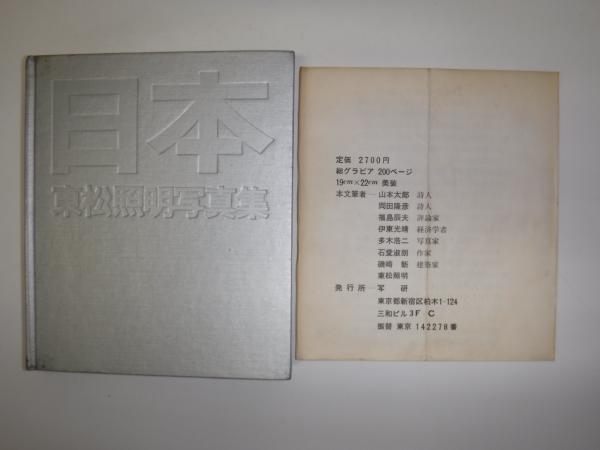 日本
東松照明写真集
定価 2700円
総グラビア 200ページ
19cm×22cm 美装
本文筆者 ─ 山本太郎 詩人
岡田隆彦 詩人
福島辰夫 評論家
伊東光晴 経済学者
多木浩二 写真家
石堂淑朗 作家
磯崎 新 建築家
東松照明
発行所 ─ 写 研
東京都新宿区柏木1-124
三和ビル3F C
振替 東京 142278番